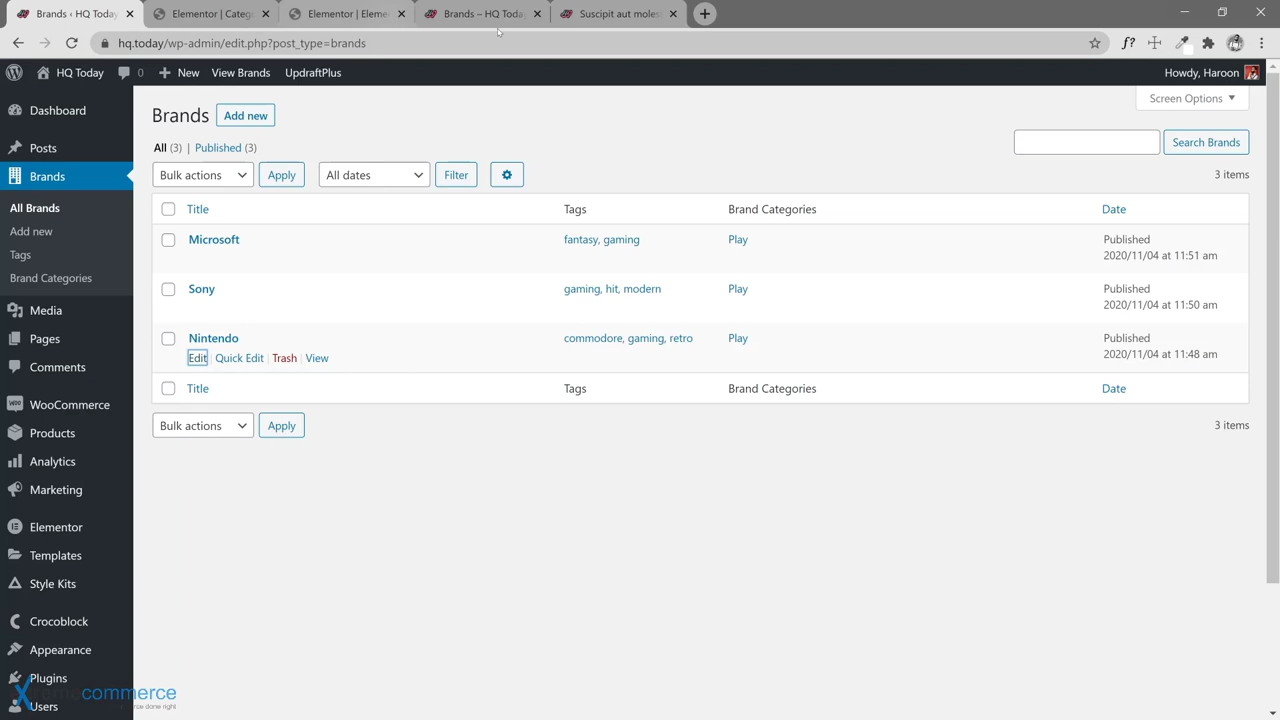 Brands ‹ HQ Today
Elementor | Categ
Elementor | Eleme
Brands – HQ Toda
Suscipit aut moles
hq.today/wp-admin/edit.php?post_type=brands
HQ Today 0 New View Brands UpdraftPlus Howdy, Haroon
Screen Options
Brands Add new
All (3) | Published (3)
Search Brands
Bulk actions Apply All dates Filter 3 items
Title Tags Brand Categories Date
Microsoft fantasy, gaming Play Published
2020/11/04 at 11:51 am
Sony gaming, hit, modern Play Published
2020/11/04 at 11:50 am
Nintendo commodore, gaming, retro Play Published
Edit | Quick Edit | Trash | View 2020/11/04 at 11:48 am
Title Tags Brand Categories Date
Bulk actions Apply 3 items
Dashboard
Posts
Brands
All Brands
Add new
Tags
Brand Categories
Media
Pages
Comments
WooCommerce
Products
Analytics
Marketing
Elementor
Templates
Style Kits
Crocoblock
Appearance
Plugins
Users
commerce
done right